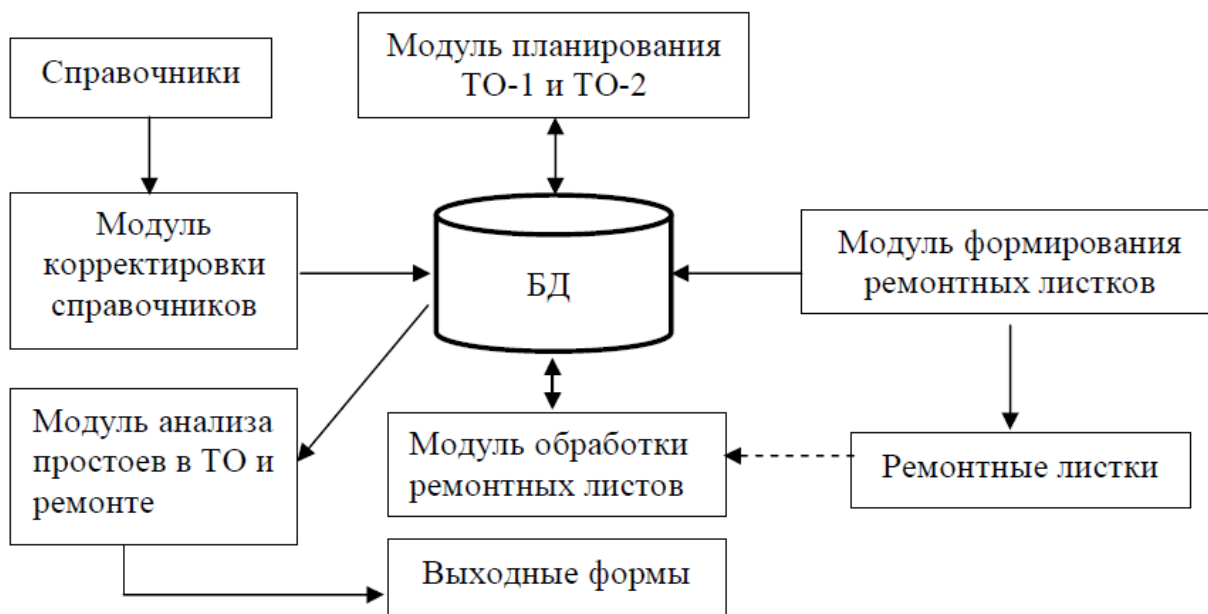 Справочники
Модуль планирования
ТО-1 и ТО-2
Модуль
корректировки
справочников
БД
Модуль формирования
ремонтных листков
Модуль анализа
простоев в ТО и
ремонте
Модуль обработки
ремонтных листов
Ремонтные листки
Выходные формы